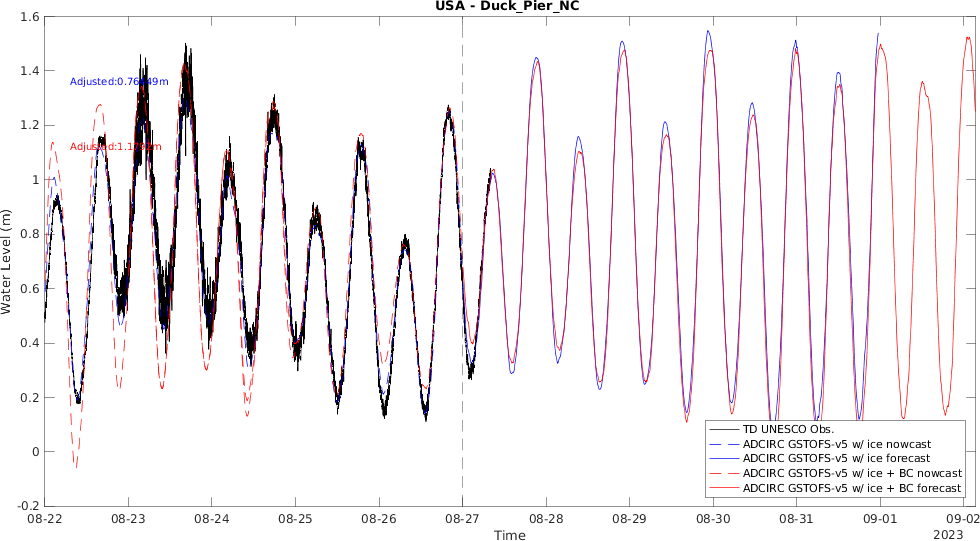 USA - Duck_Pier_NC
1.6
1.4
1.2
1
0.8
0.6
0.4
0.2
0
-0.2
Water Level (m)
08-22
08-23
08-24
08-25
08-26
08-27
08-28
08-29
08-30
08-31
09-01
09-02
Time
2023
TD UNESCO Obs.
ADCIRC GSTOFS-v5 w/ ice nowcast
ADCIRC GSTOFS-v5 w/ ice forecast
ADCIRC GSTOFS-v5 w/ ice + BC nowcast
ADCIRC GSTOFS-v5 w/ ice + BC forecast